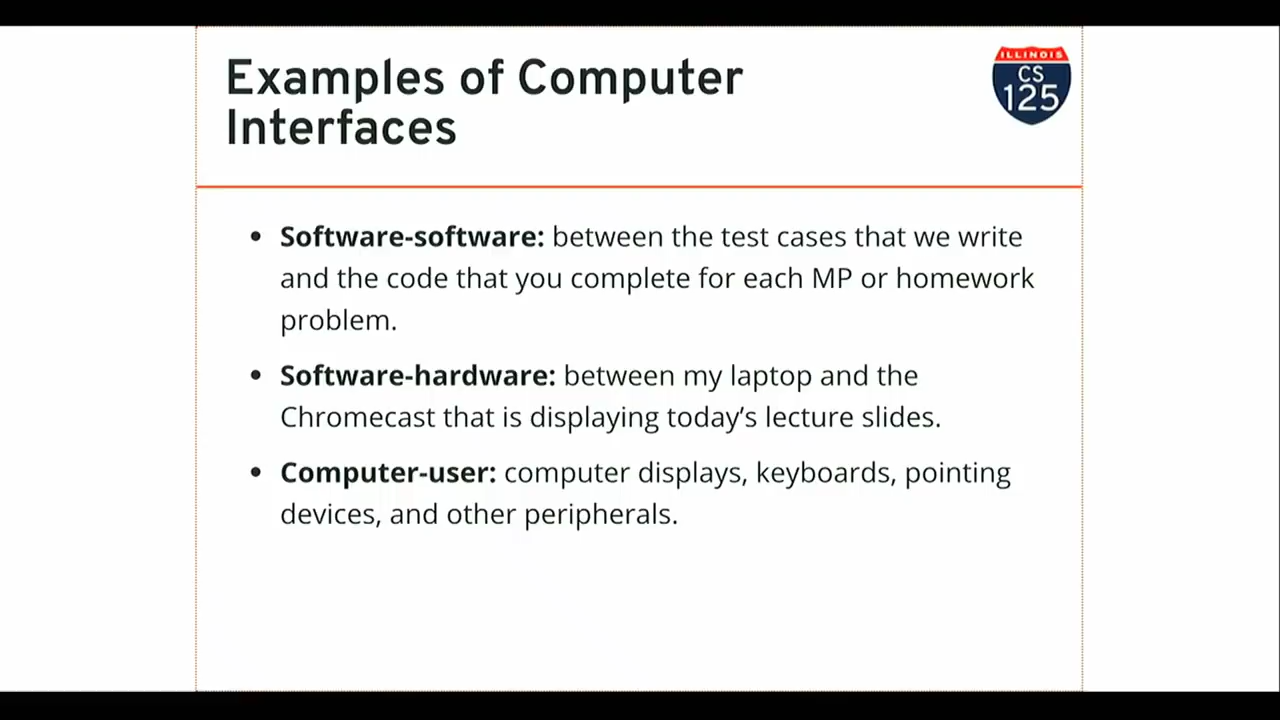 Examples of Computer
Interfaces
ILLINOIS
CS
125
Software-software: between the test cases that we write
and the code that you complete for each MP or homework
problem.
Software-hardware: between my laptop and the
Chromecast that is displaying today’s lecture slides.
Computer-user: computer displays, keyboards, pointing
devices, and other peripherals.